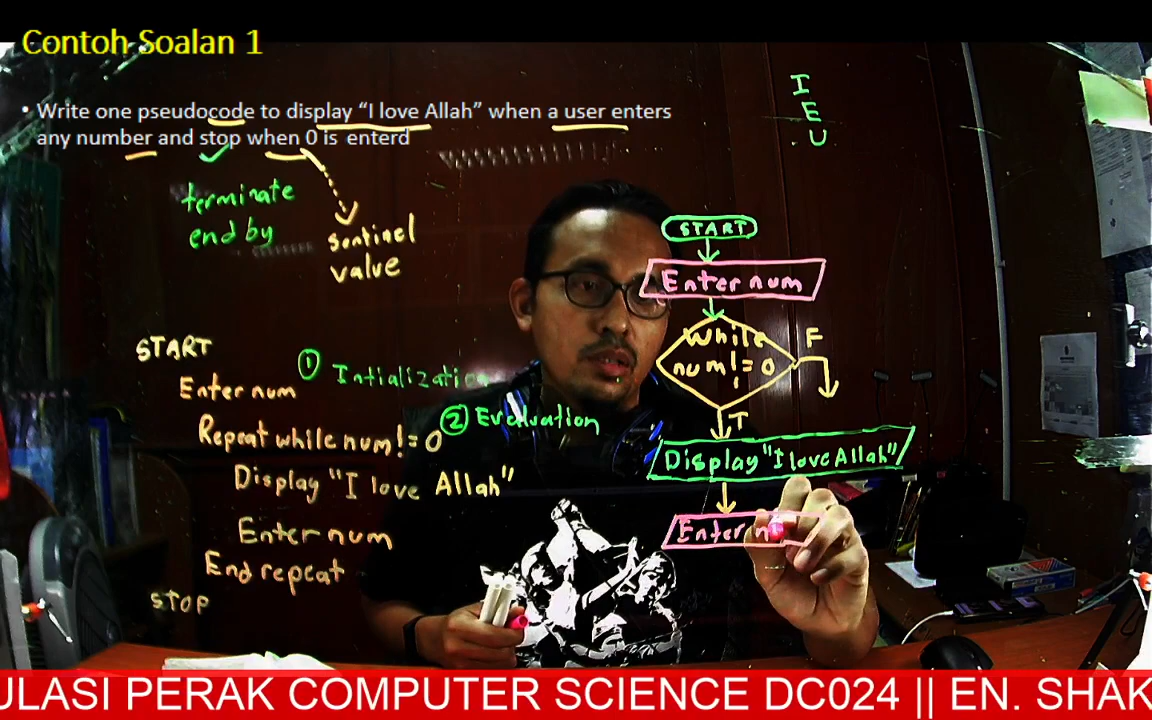 Contoh Soalan 1
• Write one pseudocode to display “I love Allah” when a user enters
any number and stop when 0 is enterd
I
E
U
terminate
end by
sentinel
value
START
Enter num
Repeat while num != 0
Display "I love Allah"
Enter num
End repeat
STOP
1 Intialization
2 Evaluation
START
Enter num
While
num != 0
F
T
Display "I love Allah"
Enter n
ULASI PERAK COMPUTER SCIENCE DC024 || EN. SHAK